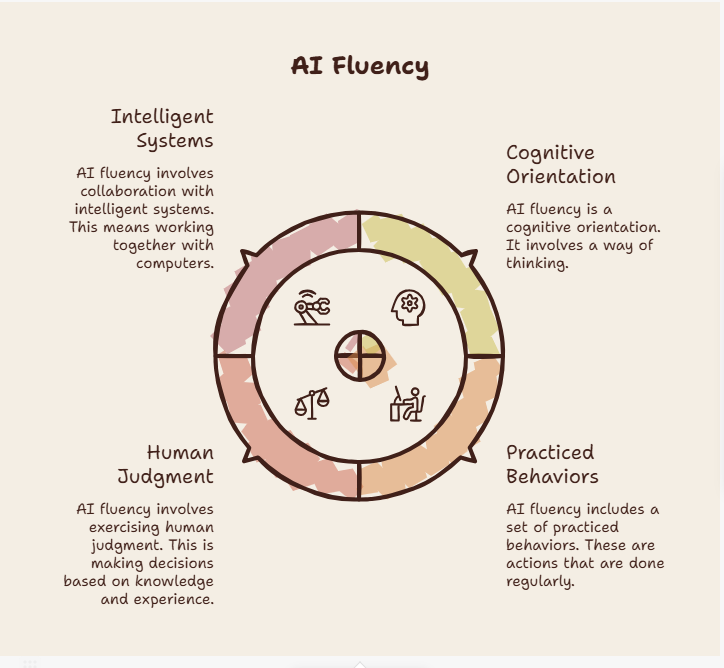 AI Fluency
Intelligent
Systems
AI fluency involves
collaboration with
intelligent systems.
This means working
together with
computers.
Cognitive
Orientation
AI fluency is a
cognitive orientation.
It involves a way of
thinking.
Human
Judgment
AI fluency involves
exercising human
judgment. This is
making decisions
based on knowledge
and experience.
Practiced
Behaviors
AI fluency includes a
set of practiced
behaviors. These are
actions that are done
regularly.